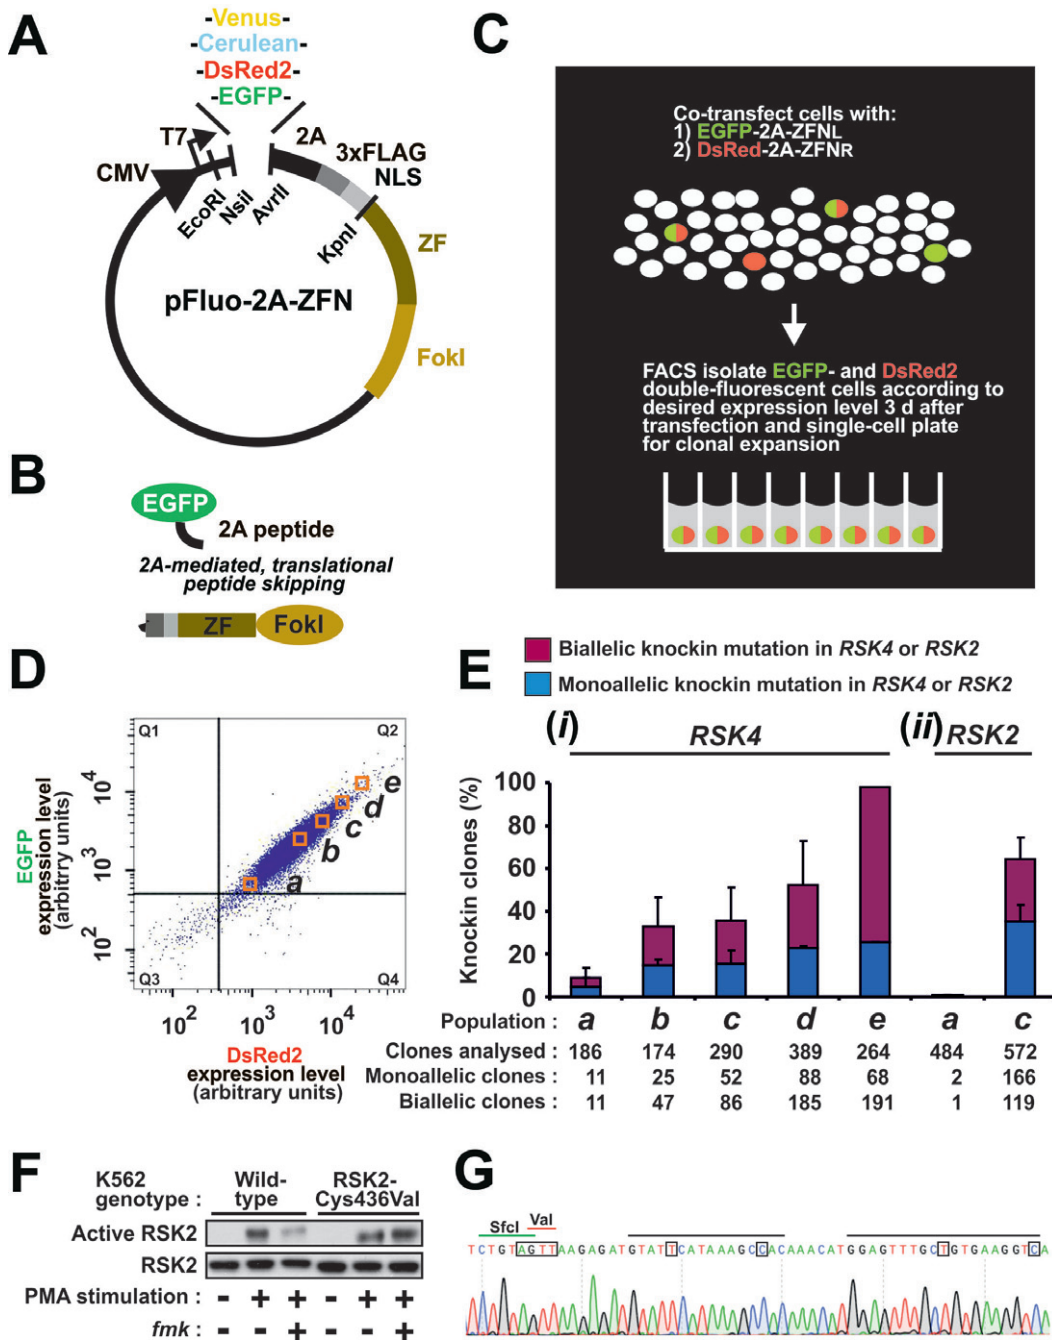 A
-Venus-
-Cerulean-
-DsRed2-
-EGFP-
T7
2A
3xFLAG
NLS
CMV
EcoRI
NsiI
AvrII
KpnI
ZF
pFluo-2A-ZFN
FokI
B
EGFP
2A peptide
2A-mediated, translational
peptide skipping
ZF
FokI
C
Co-transfect cells with:
1) EGFP-2A-ZFNL
2) DsRed-2A-ZFNR
FACS isolate EGFP- and DsRed2
double-fluorescent cells according to
desired expression level 3 d after
transfection and single-cell plate
for clonal expansion
D
Q1
Q2
Q3
Q4
e
d
c
b
a
EGFP
expression level
(arbitrry units)
10^4
10^3
10^2
10^2 10^3 10^4
DsRed2
expression level
(arbitrary units)
E
Biallelic knockin mutation in RSK4 or RSK2
Monoallelic knockin mutation in RSK4 or RSK2
(i) RSK4 (ii) RSK2
Knockin clones (%)
100
80
60
40
20
0
Population : a b c d e a c
Clones analysed : 186 174 290 389 264 484 572
Monoallelic clones : 11 25 52 88 68 2 166
Biallelic clones : 11 47 86 185 191 1 119
F
K562 genotype :
Wild-type
RSK2-Cys436Val
Active RSK2
RSK2
PMA stimulation : - + + - + +
fmk : - + - +
G
SfcI
Val
TCTGTAGTTAAGAGATGTATTCATAAAGCCACAAACATGGAGTTTGCTGTGAAGGTCA